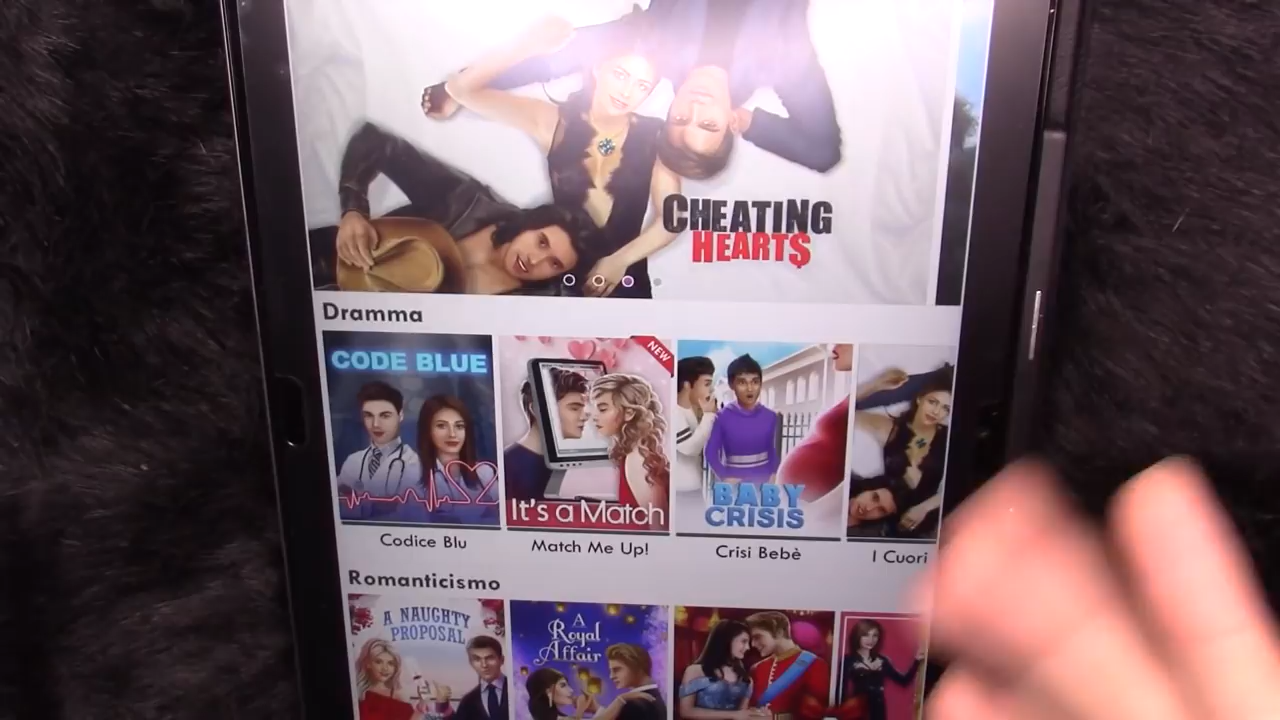 CHEATING
HEART$
Dramma
CODE BLUE
NEW
It's a Match
BABY
CRISIS
Codice Blu
Match Me Up!
Crisi Bebè
I Cuori
Romanticismo
A NAUGHTY
PROPOSAL
A
Royal
Affair